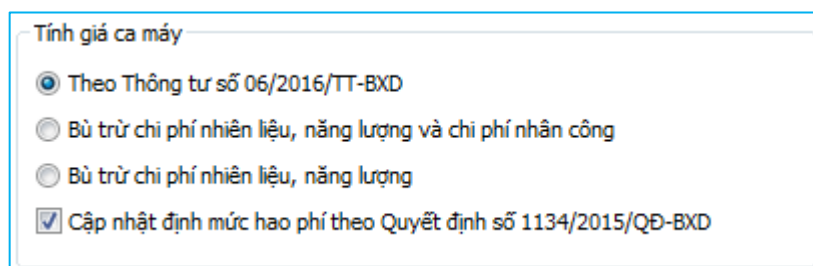 Tính giá ca máy
Theo Thông tư số 06/2016/TT-BXD
Bù trừ chi phí nhiên liệu, năng lượng và chi phí nhân công
Bù trừ chi phí nhiên liệu, năng lượng
Cập nhật định mức hao phí theo Quyết định số 1134/2015/QĐ-BXD